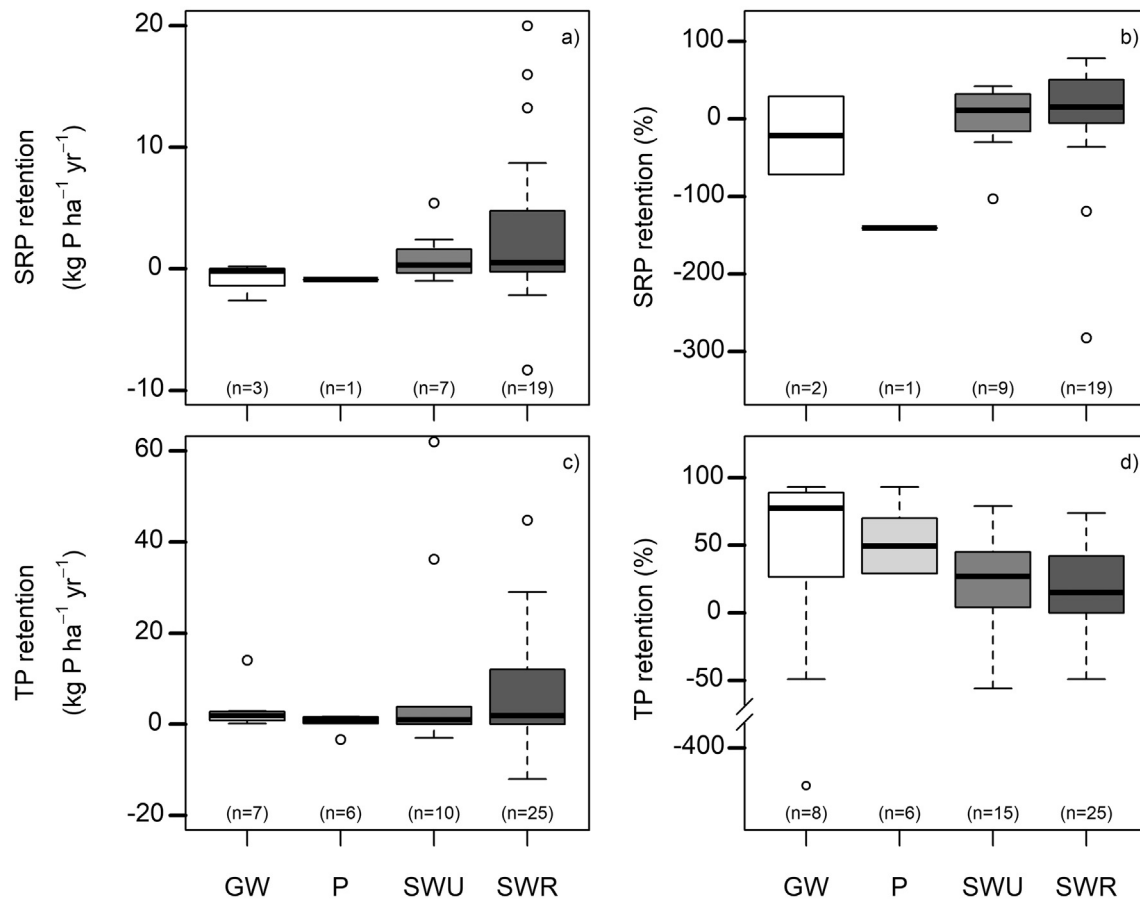 a)
SRP retention
(kg P ha⁻¹ yr⁻¹)
20
10
0
-10
(n=3) (n=1) (n=7) (n=19)
b)
SRP retention (%)
100
0
-100
-200
-300
(n=2) (n=1) (n=9) (n=19)
c)
TP retention
(kg P ha⁻¹ yr⁻¹)
60
40
20
0
-20
(n=7) (n=6) (n=10) (n=25)
GW P SWU SWR
d)
TP retention (%)
100
50
0
-50
-400
(n=8) (n=6) (n=15) (n=25)
GW P SWU SWR